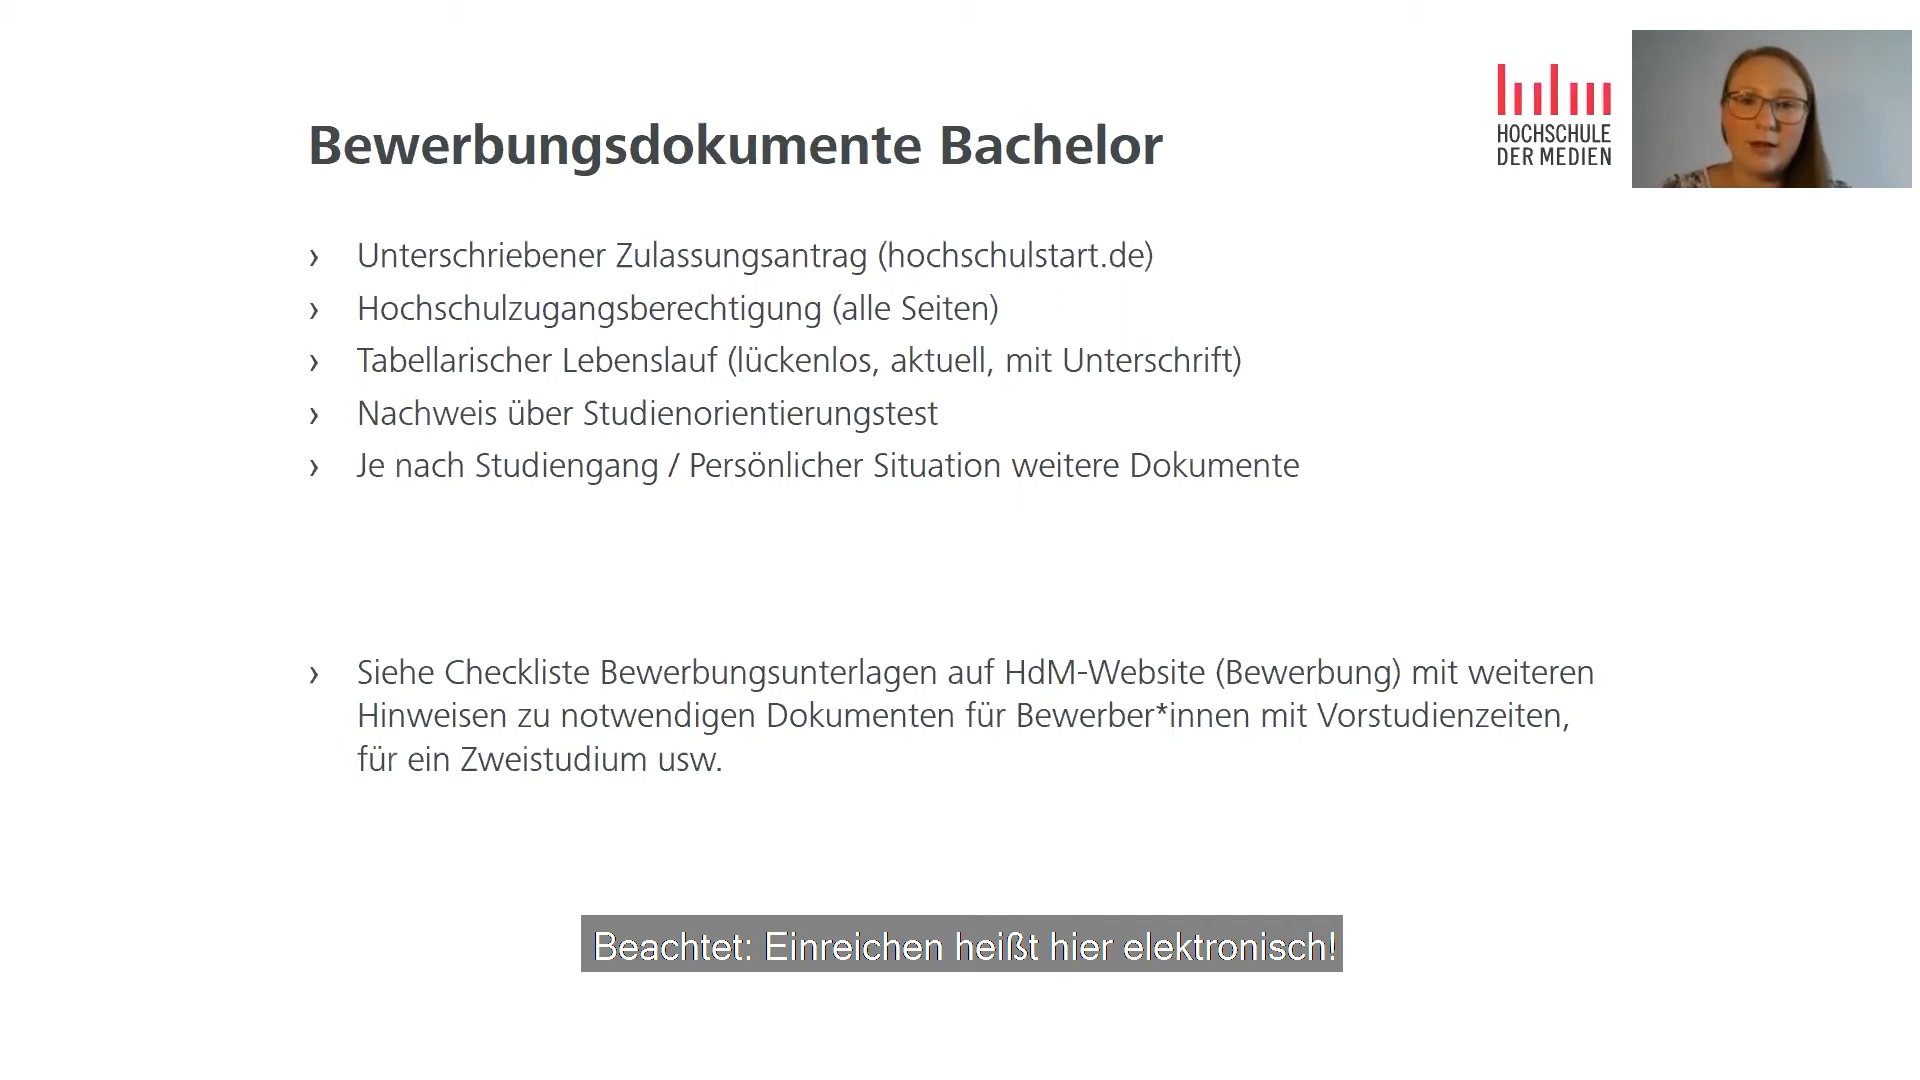 HOCHSCHULE
DER MEDIEN
Bewerbungsdokumente Bachelor
› Unterschriebener Zulassungsantrag (hochschulstart.de)
› Hochschulzugangsberechtigung (alle Seiten)
› Tabellarischer Lebenslauf (lückenlos, aktuell, mit Unterschrift)
› Nachweis über Studienorientierungstest
› Je nach Studiengang / Persönlicher Situation weitere Dokumente
› Siehe Checkliste Bewerbungsunterlagen auf HdM-Website (Bewerbung) mit weiteren
Hinweisen zu notwendigen Dokumenten für Bewerber*innen mit Vorstudienzeiten,
für ein Zweistudium usw.
Beachtet: Einreichen heißt hier elektronisch!